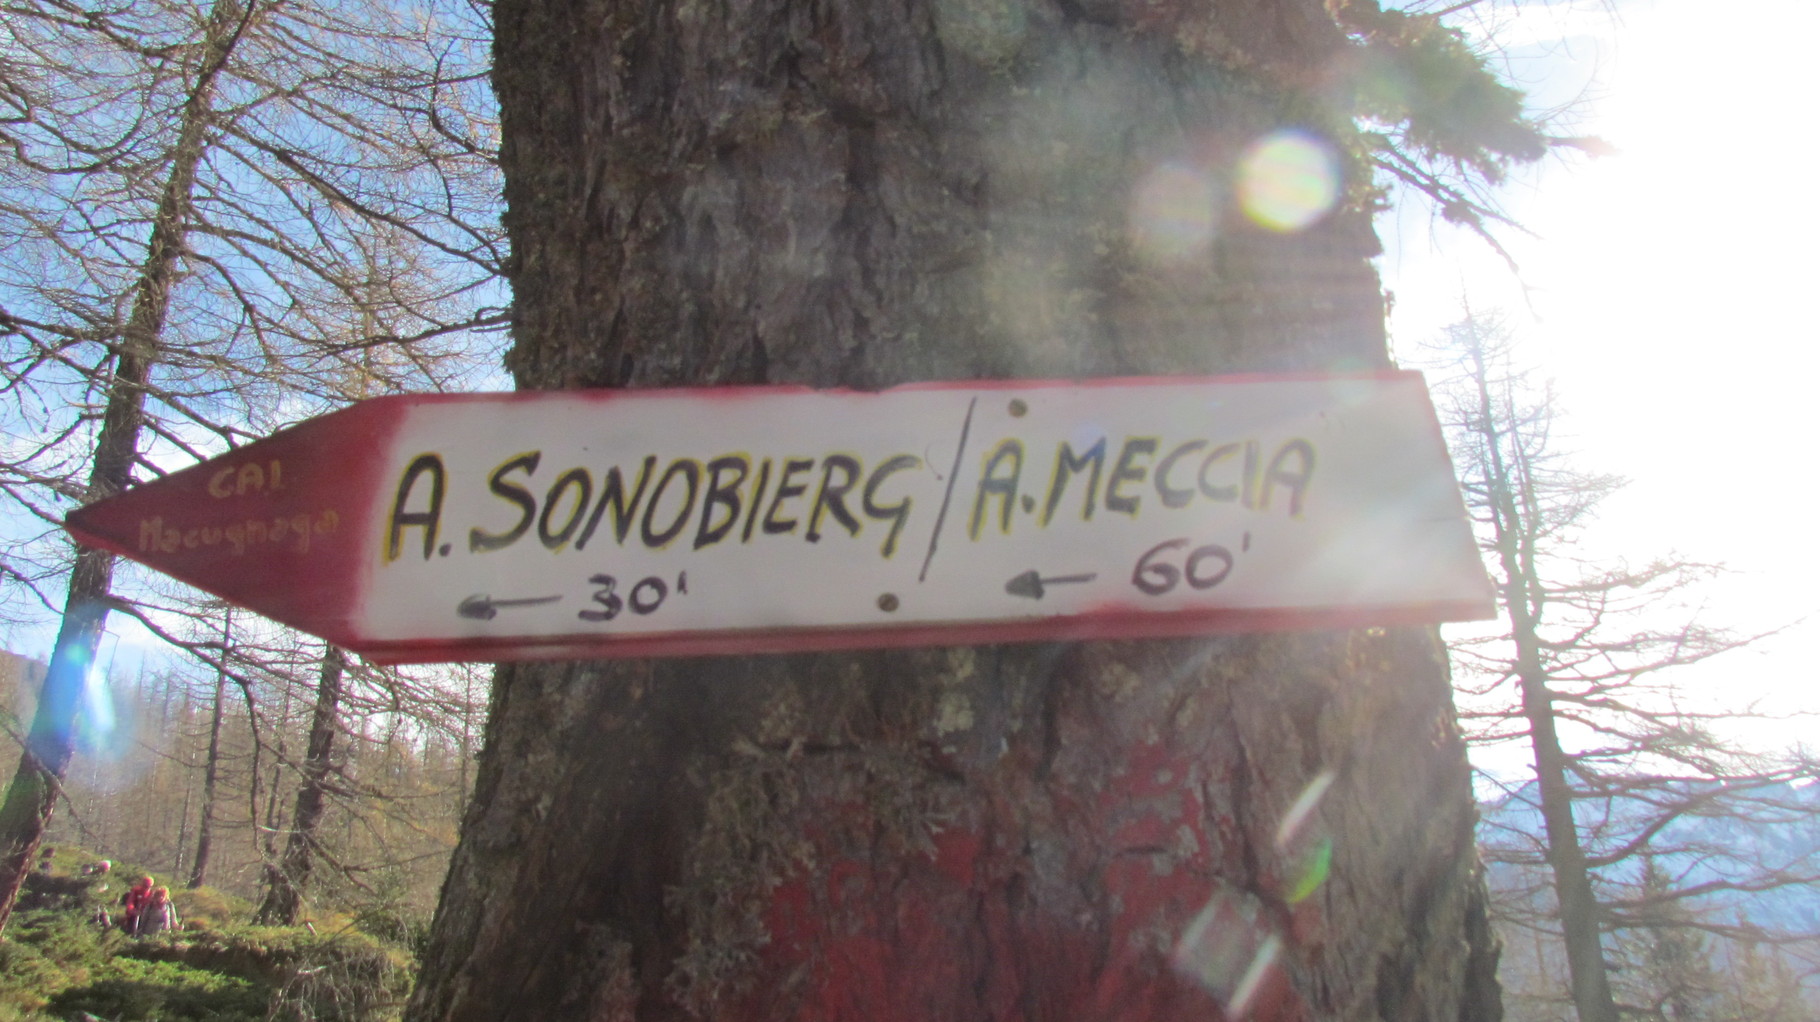 CAI
Macugnaga
A. SONOBIERG / A. MECCIA
← 30' ← 60'